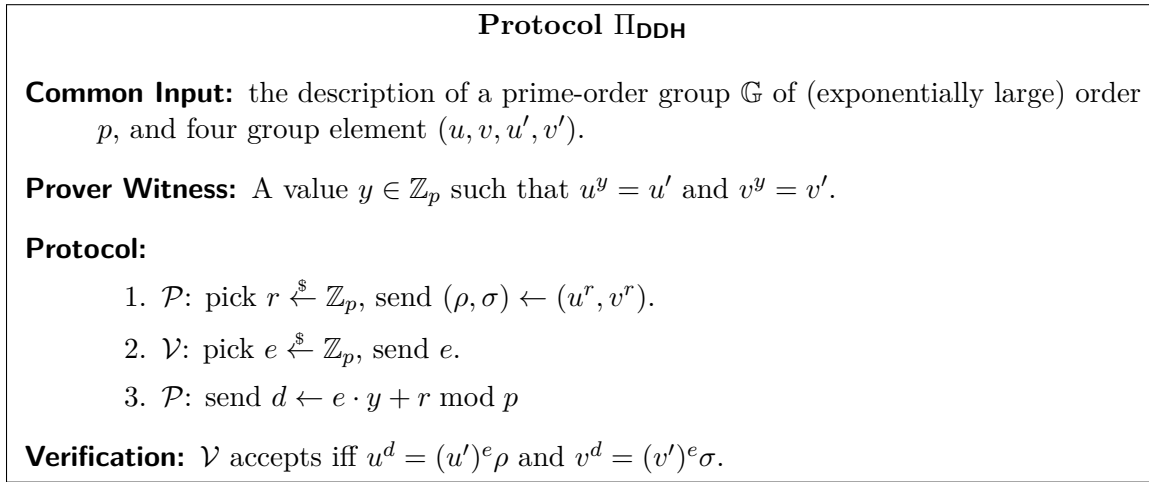 Protocol Π_DDH
Common Input: the description of a prime-order group 𝔾 of (exponentially large) order
p, and four group element (u, v, u′, v′).
Prover Witness: A value y ∈ ℤ_p such that u^y = u′ and v^y = v′.
Protocol:
1. 𝒫: pick r ←$ ℤ_p, send (ρ, σ) ← (u^r, v^r).
2. 𝒱: pick e ←$ ℤ_p, send e.
3. 𝒫: send d ← e · y + r mod p
Verification: 𝒱 accepts iff u^d = (u′)^e ρ and v^d = (v′)^e σ.